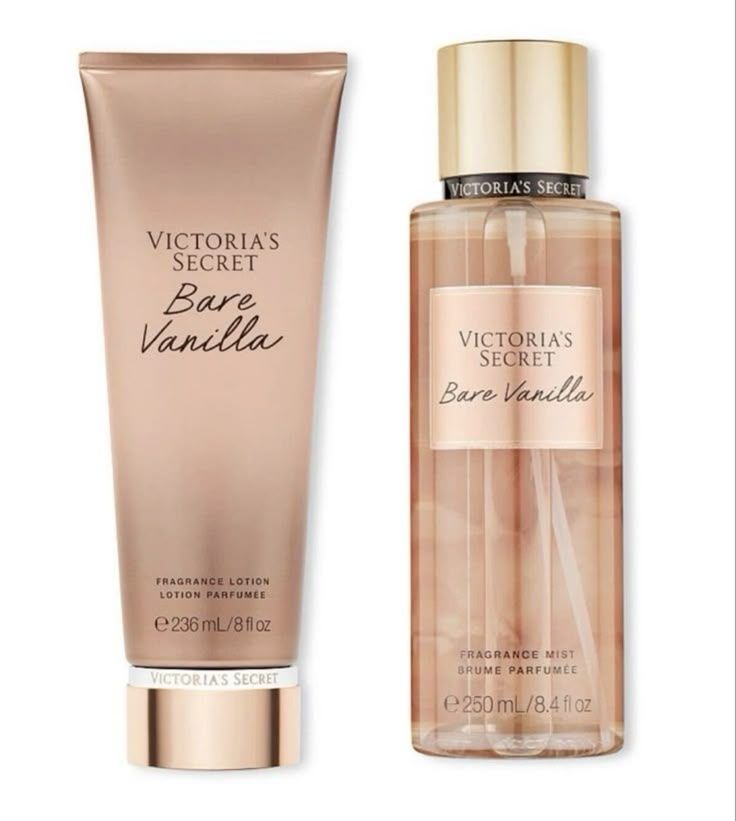 VICTORIA'S
SECRET
Bare
Vanilla
FRAGRANCE LOTION
LOTION PARFUMÉE
℮236 mL/8 fl oz
VICTORIA'S SECRET
VICTORIA'S SECRET
VICTORIA'S
SECRET
Bare Vanilla
FRAGRANCE MIST
BRUME PARFUMÉE
℮250 mL/8.4 fl oz